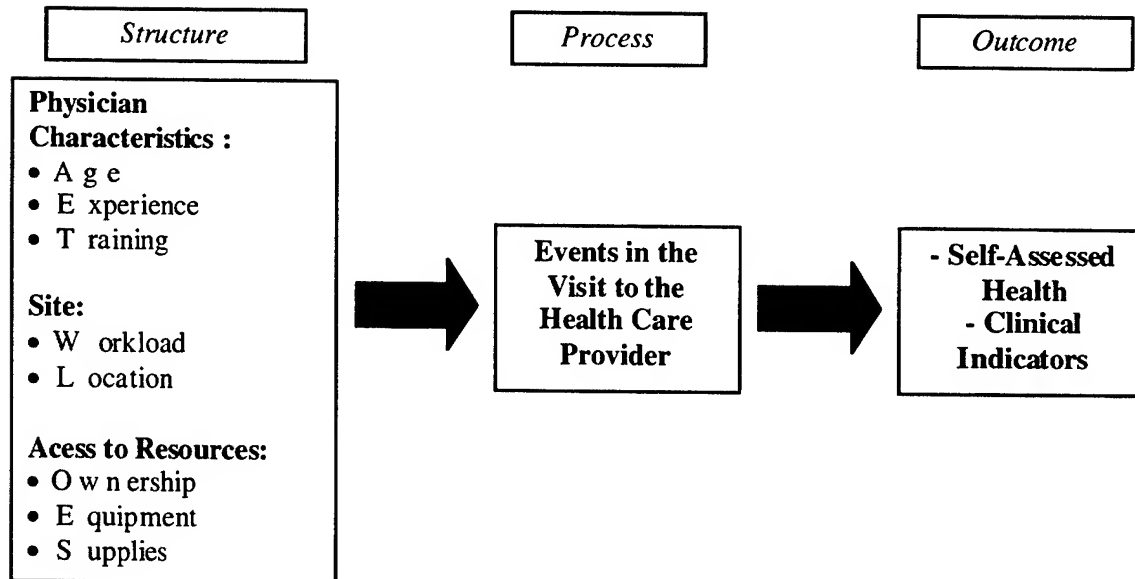 Structure
Process
Outcome
Physician
Characteristics :
• A g e
• E xperience
• T raining
Site:
• W orkload
• L ocation
Acess to Resources:
• O w n ership
• E quipment
• S upplies
Events in the
Visit to the
Health Care
Provider
- Self-Assessed
Health
- Clinical
Indicators